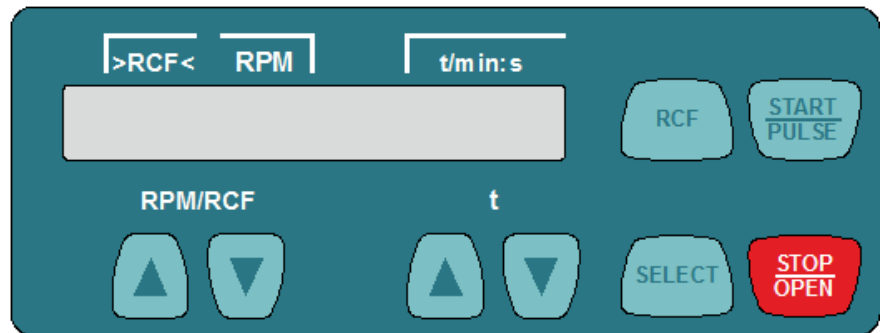 >RCF< RPM t/min:s
RCF
START
PULSE
RPM/RCF t
▲ ▼ ▲ ▼
SELECT
STOP
OPEN